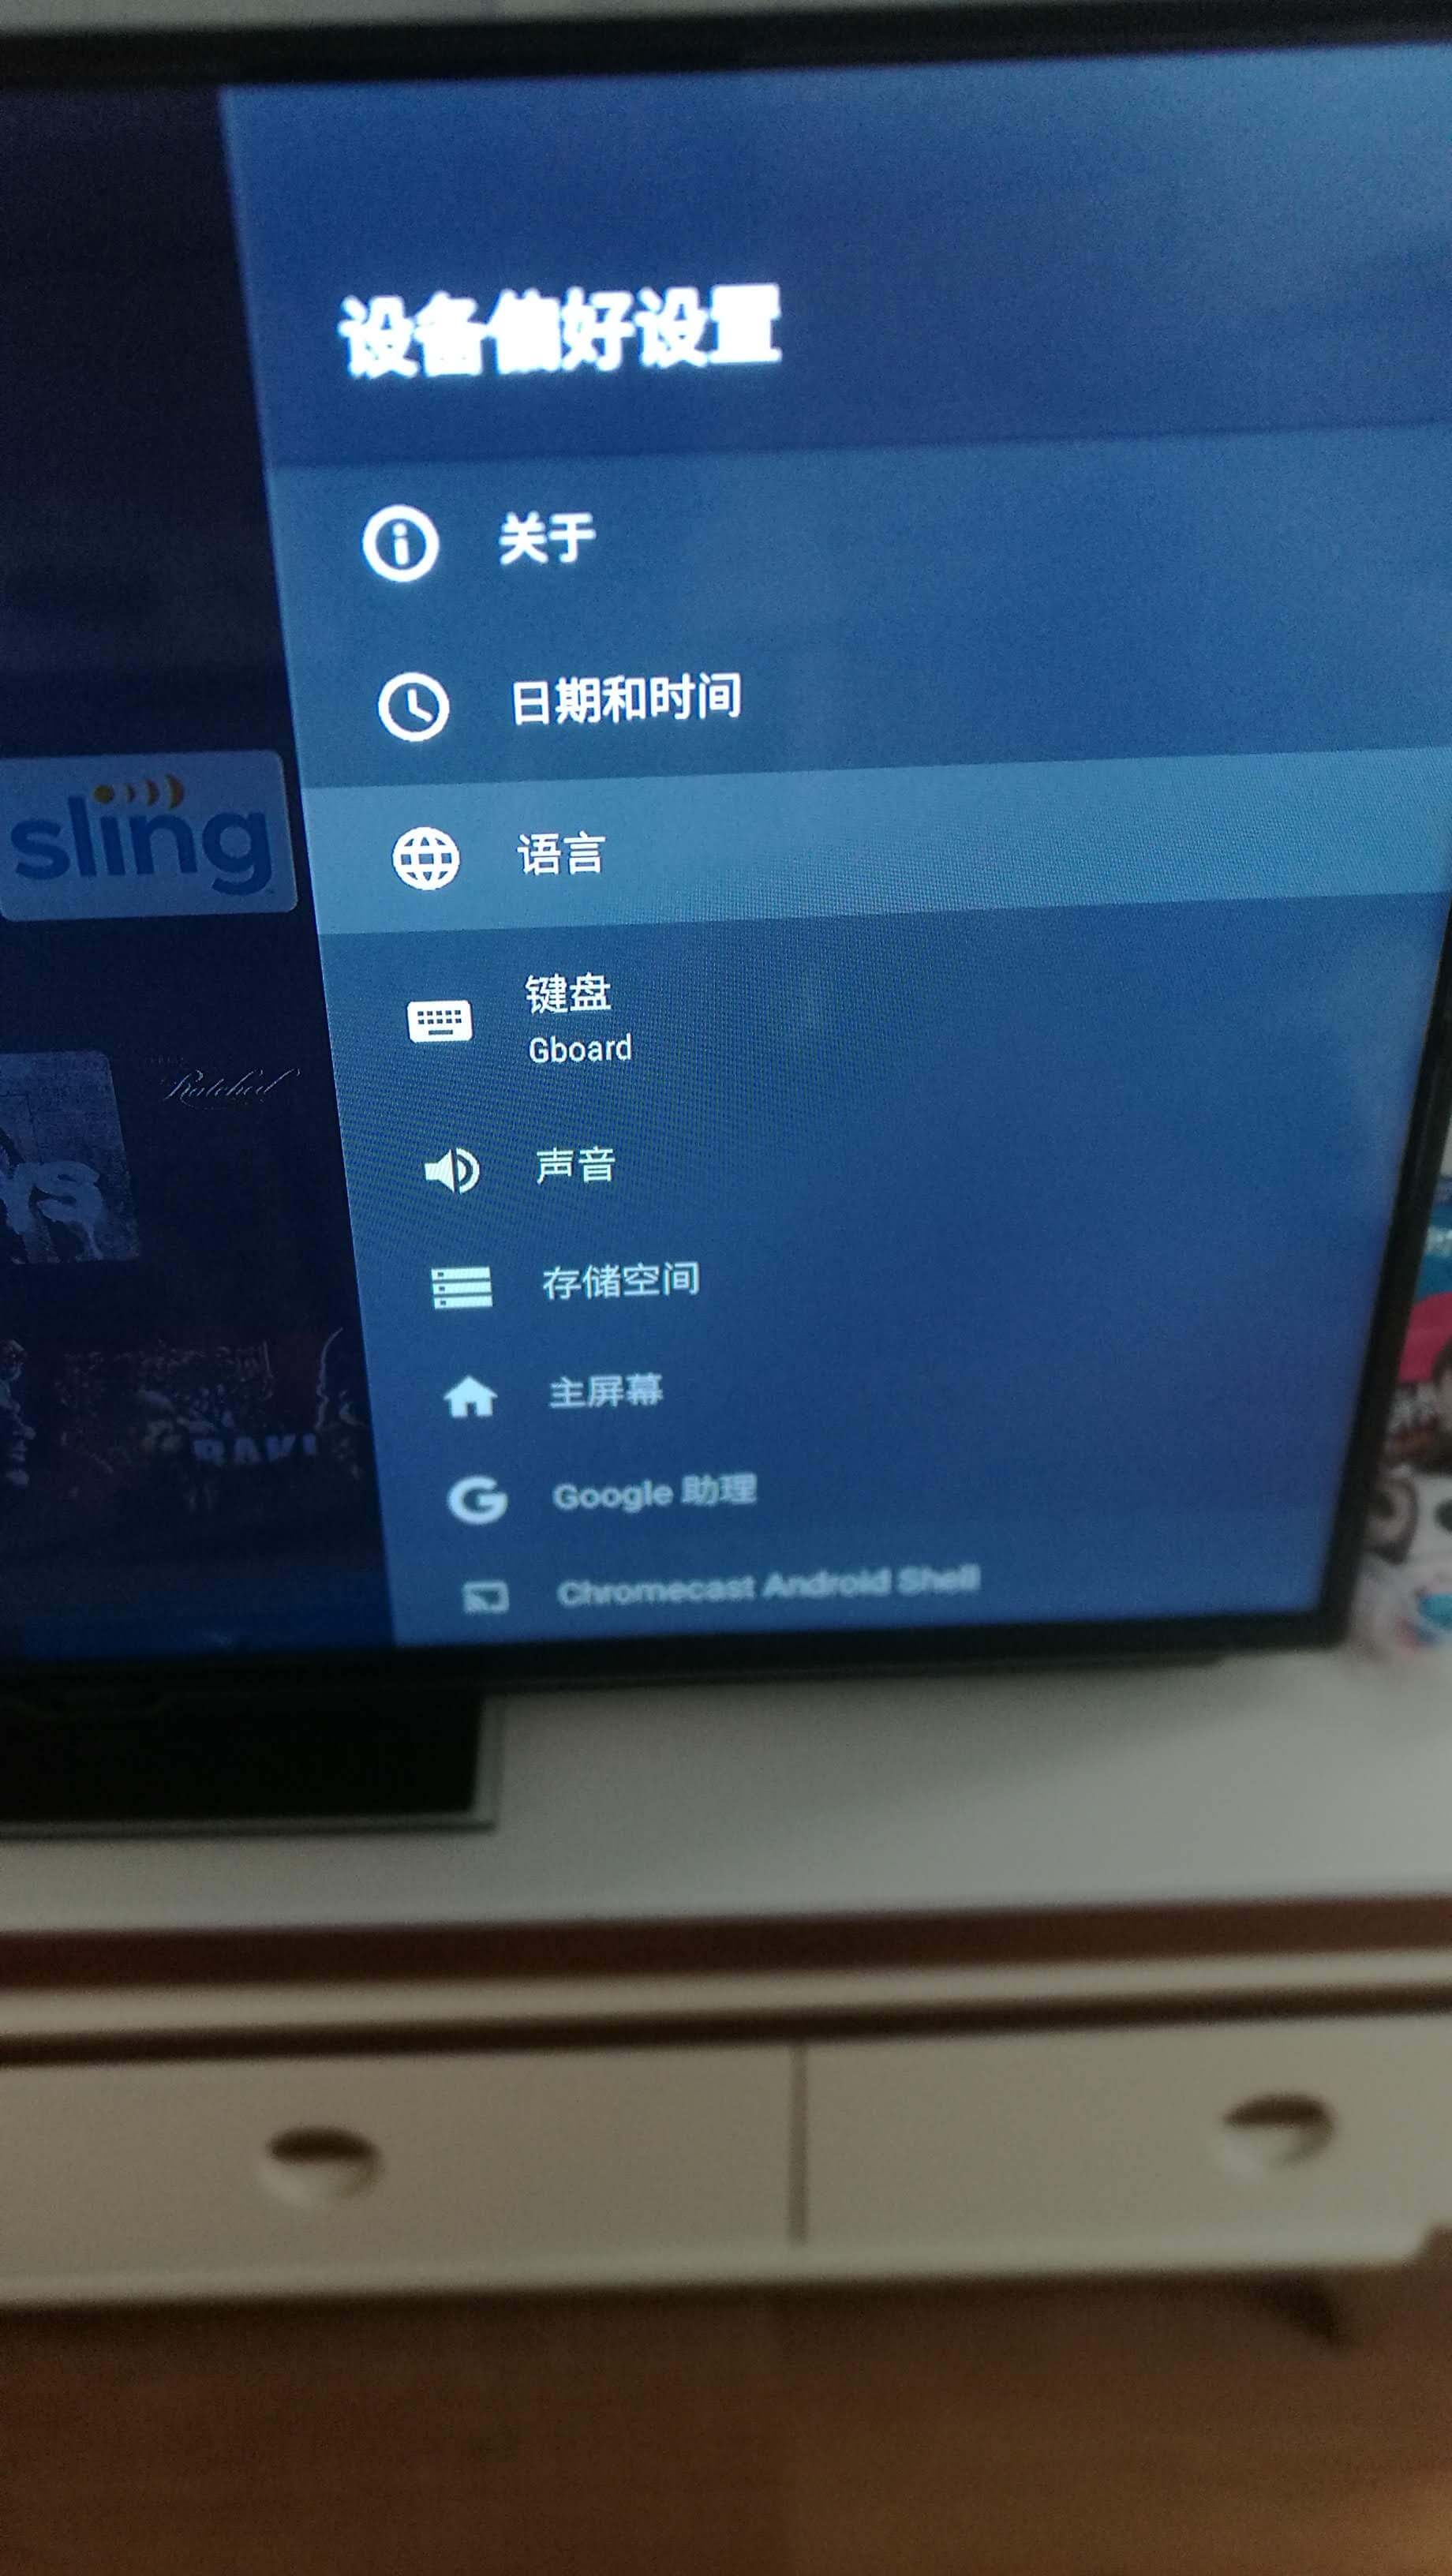 设备偏好设置
关于
日期和时间
sling
语言
键盘
Gboard
Ratched
声音
存储空间
主屏幕
Google 助理
Chromecast Android Shell